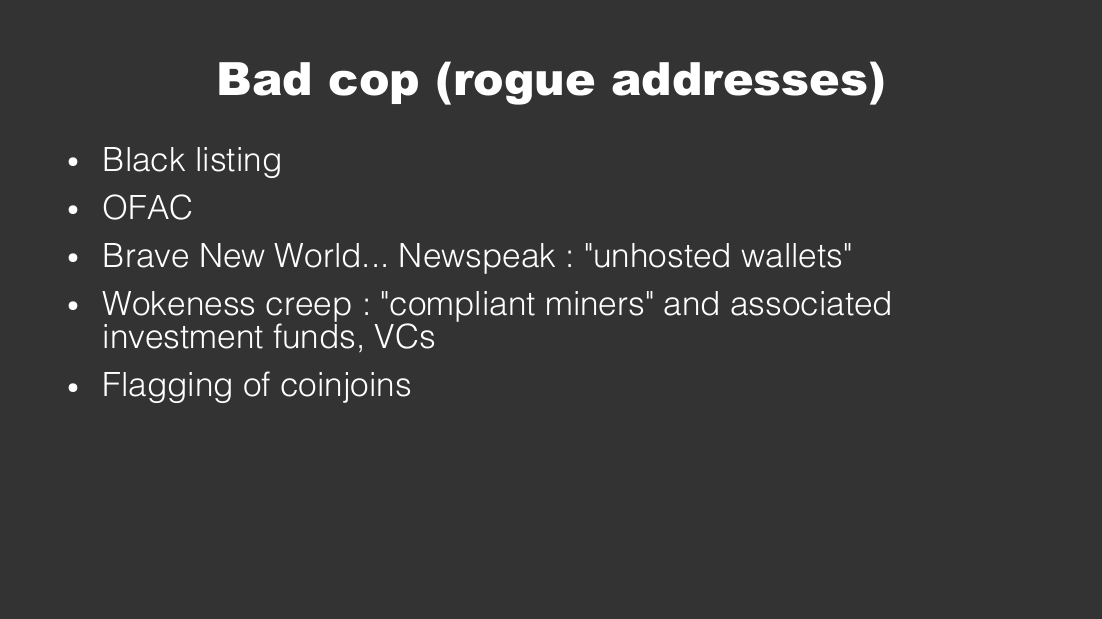 Bad cop (rogue addresses)
• Black listing
• OFAC
• Brave New World... Newspeak : "unhosted wallets"
• Wokeness creep : "compliant miners" and associated
investment funds, VCs
• Flagging of coinjoins